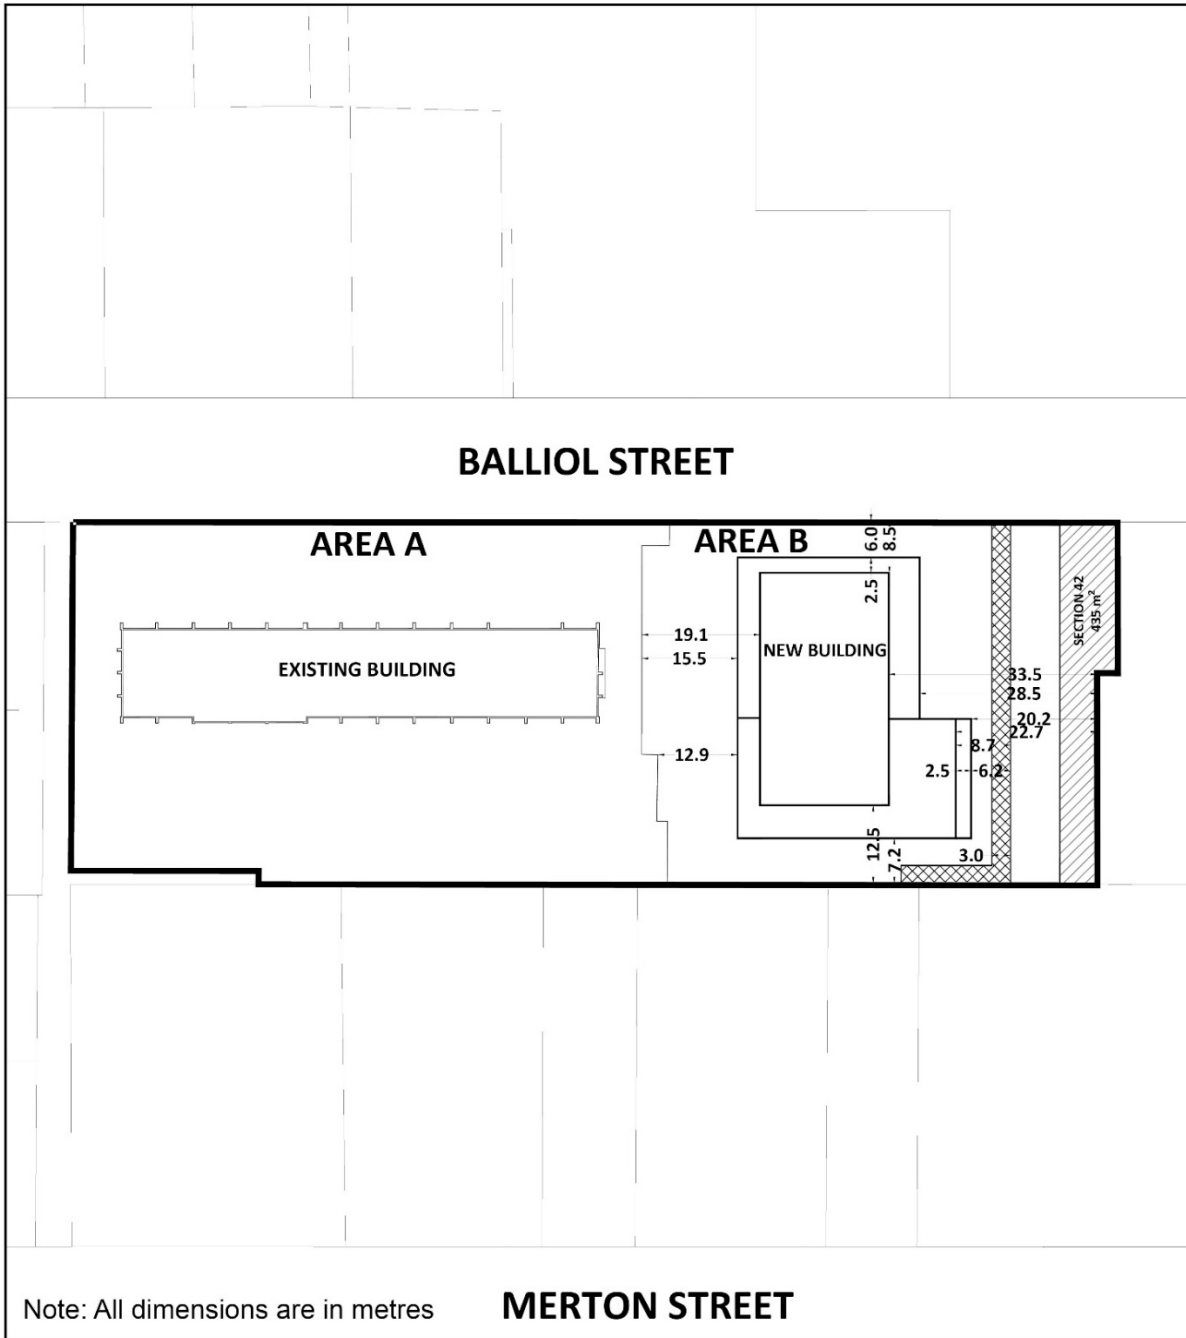 BALLIOL STREET
AREA A
AREA B
6.0
8.5
2.5
SECTION 42
435 m²
19.1
NEW BUILDING
15.5
EXISTING BUILDING
33.5
28.5
20.2
22.7
12.9
8.7
2.5
6.2
12.5
7.2
3.0
Note: All dimensions are in metres
MERTON STREET